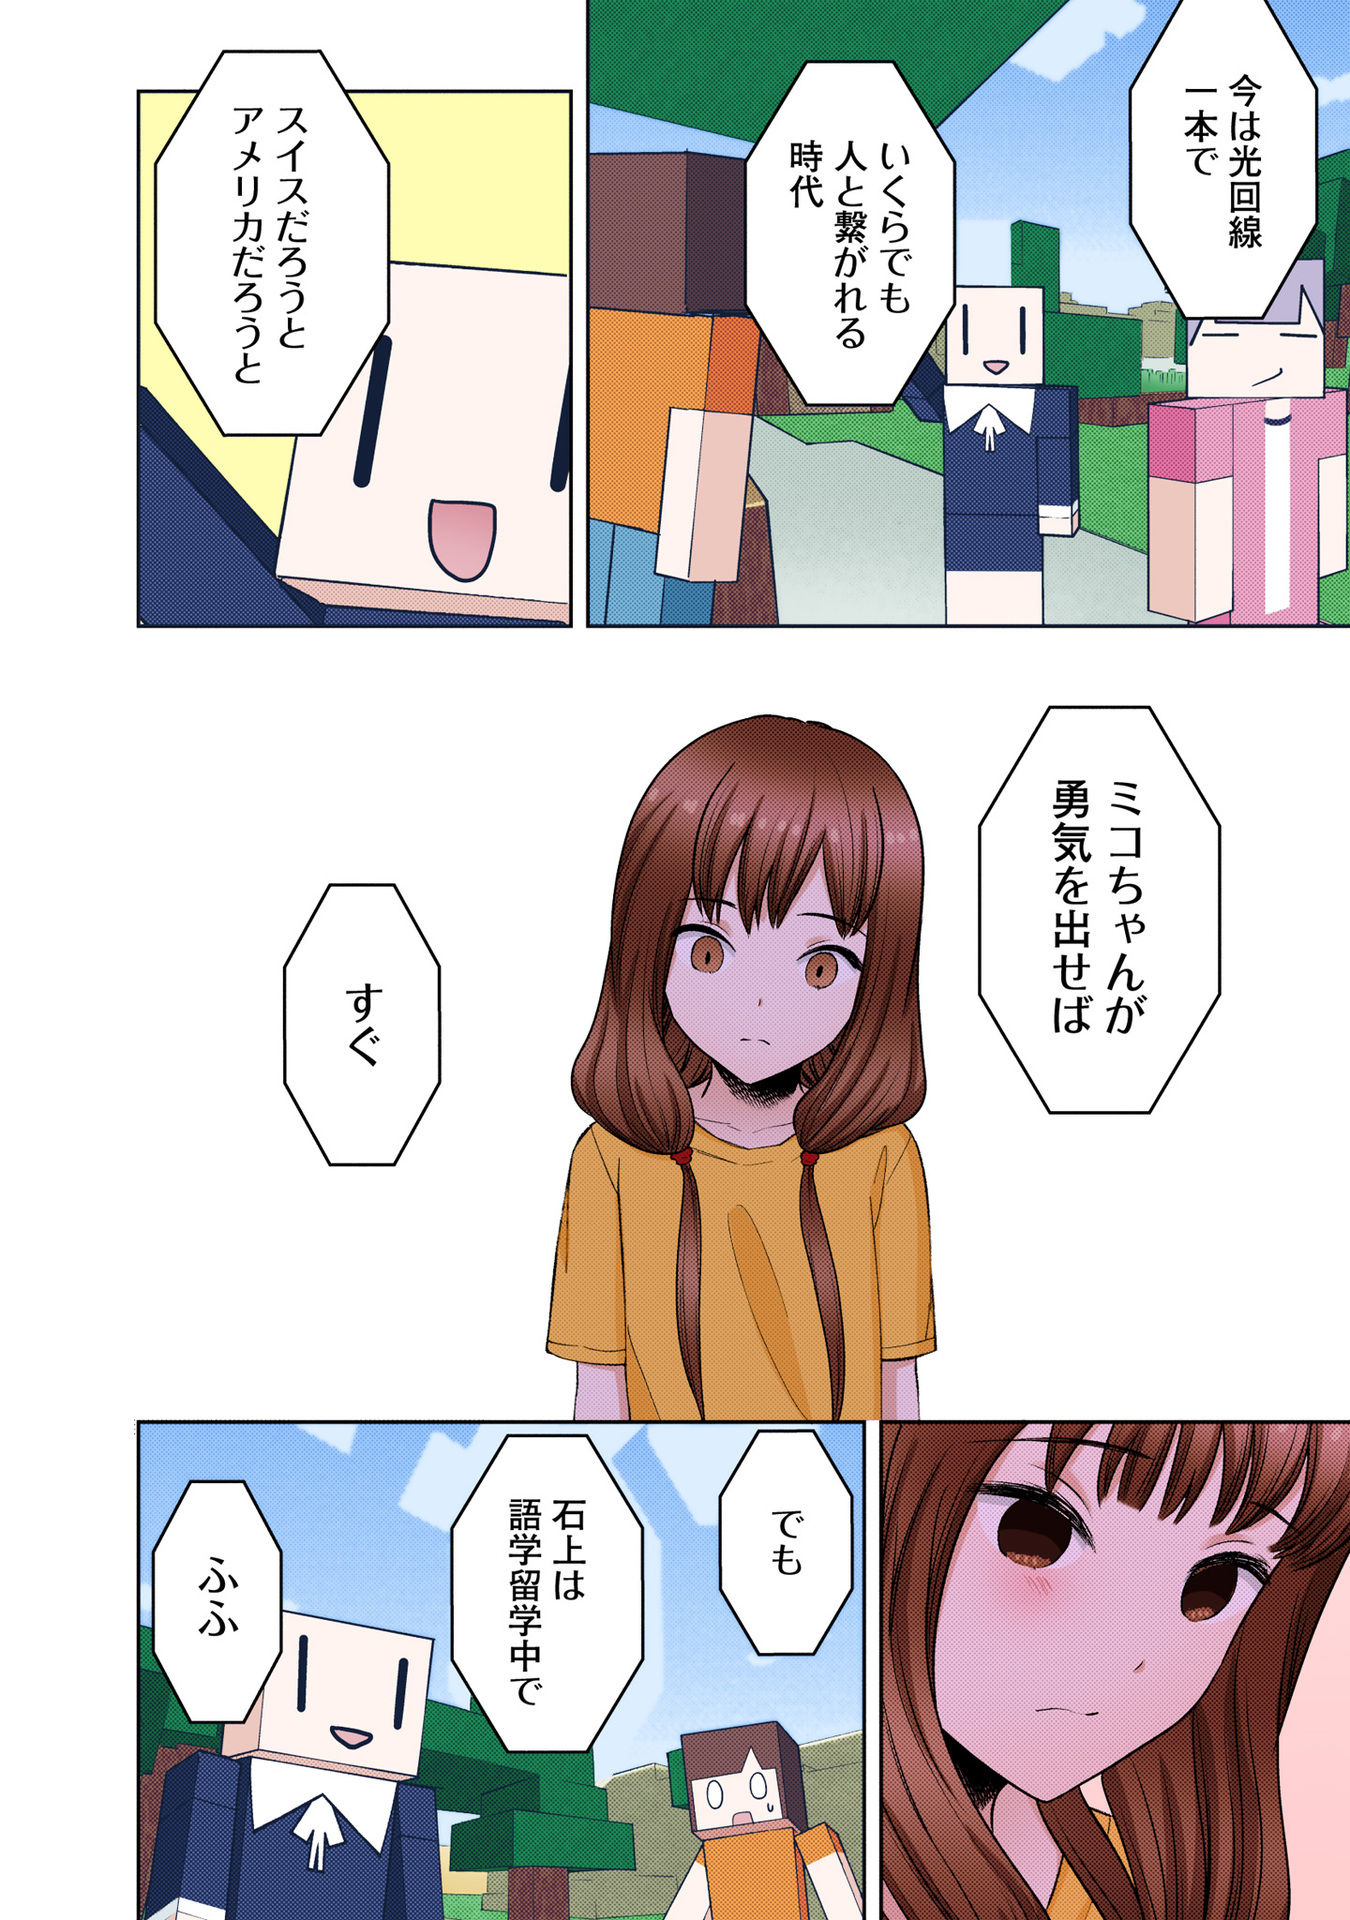 今は光回線
一本で
いくらでも
人と繋がれる
時代
スイスだろうと
アメリカだろうと
ミコちゃんが
勇気を出せば
すぐ
でも
石上は
語学留学中で
ふふ